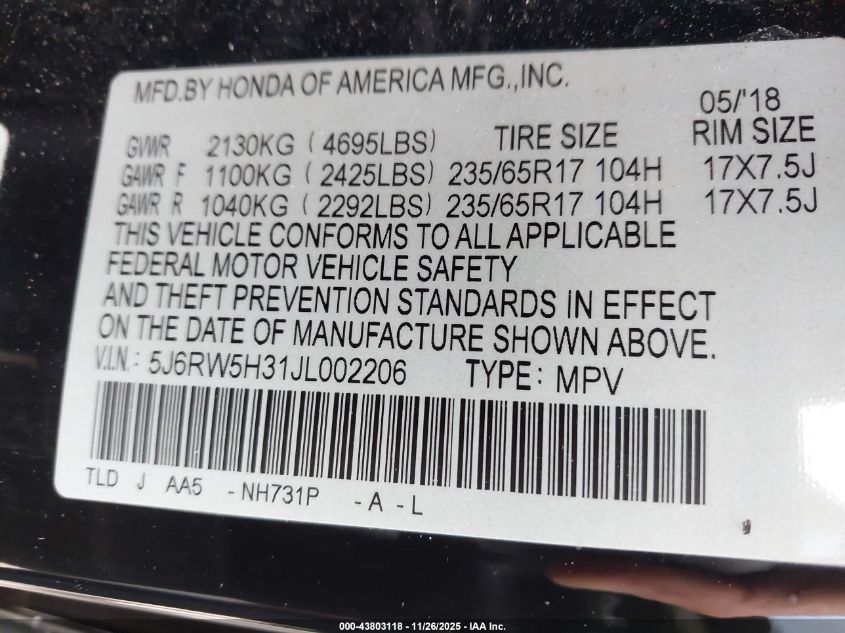 MFD.BY HONDA OF AMERICA MFG.,INC.
05/'18
GVWR 2130KG ( 4695LBS) TIRE SIZE RIM SIZE
GAWR F 1100KG ( 2425LBS) 235/65R17 104H 17X7.5J
GAWR R 1040KG ( 2292LBS) 235/65R17 104H 17X7.5J
THIS VEHICLE CONFORMS TO ALL APPLICABLE
FEDERAL MOTOR VEHICLE SAFETY
AND THEFT PREVENTION STANDARDS IN EFFECT
ON THE DATE OF MANUFACTURE SHOWN ABOVE.
V.I.N.: 5J6RW5H31JL002206 TYPE: MPV
TLD J AA5 -NH731P -A -L
000-43803118 - 11/26/2025 - IAA Inc.